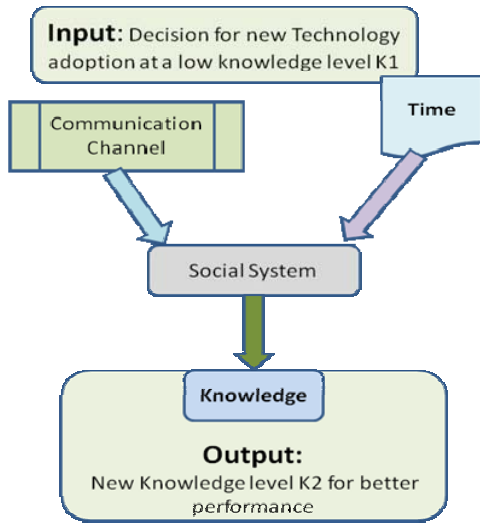 Input: Decision for new Technology
adoption at a low knowledge level K1
Time
Communication
Channel
Social System
Knowledge
Output:
New Knowledge level K2 for better
performance